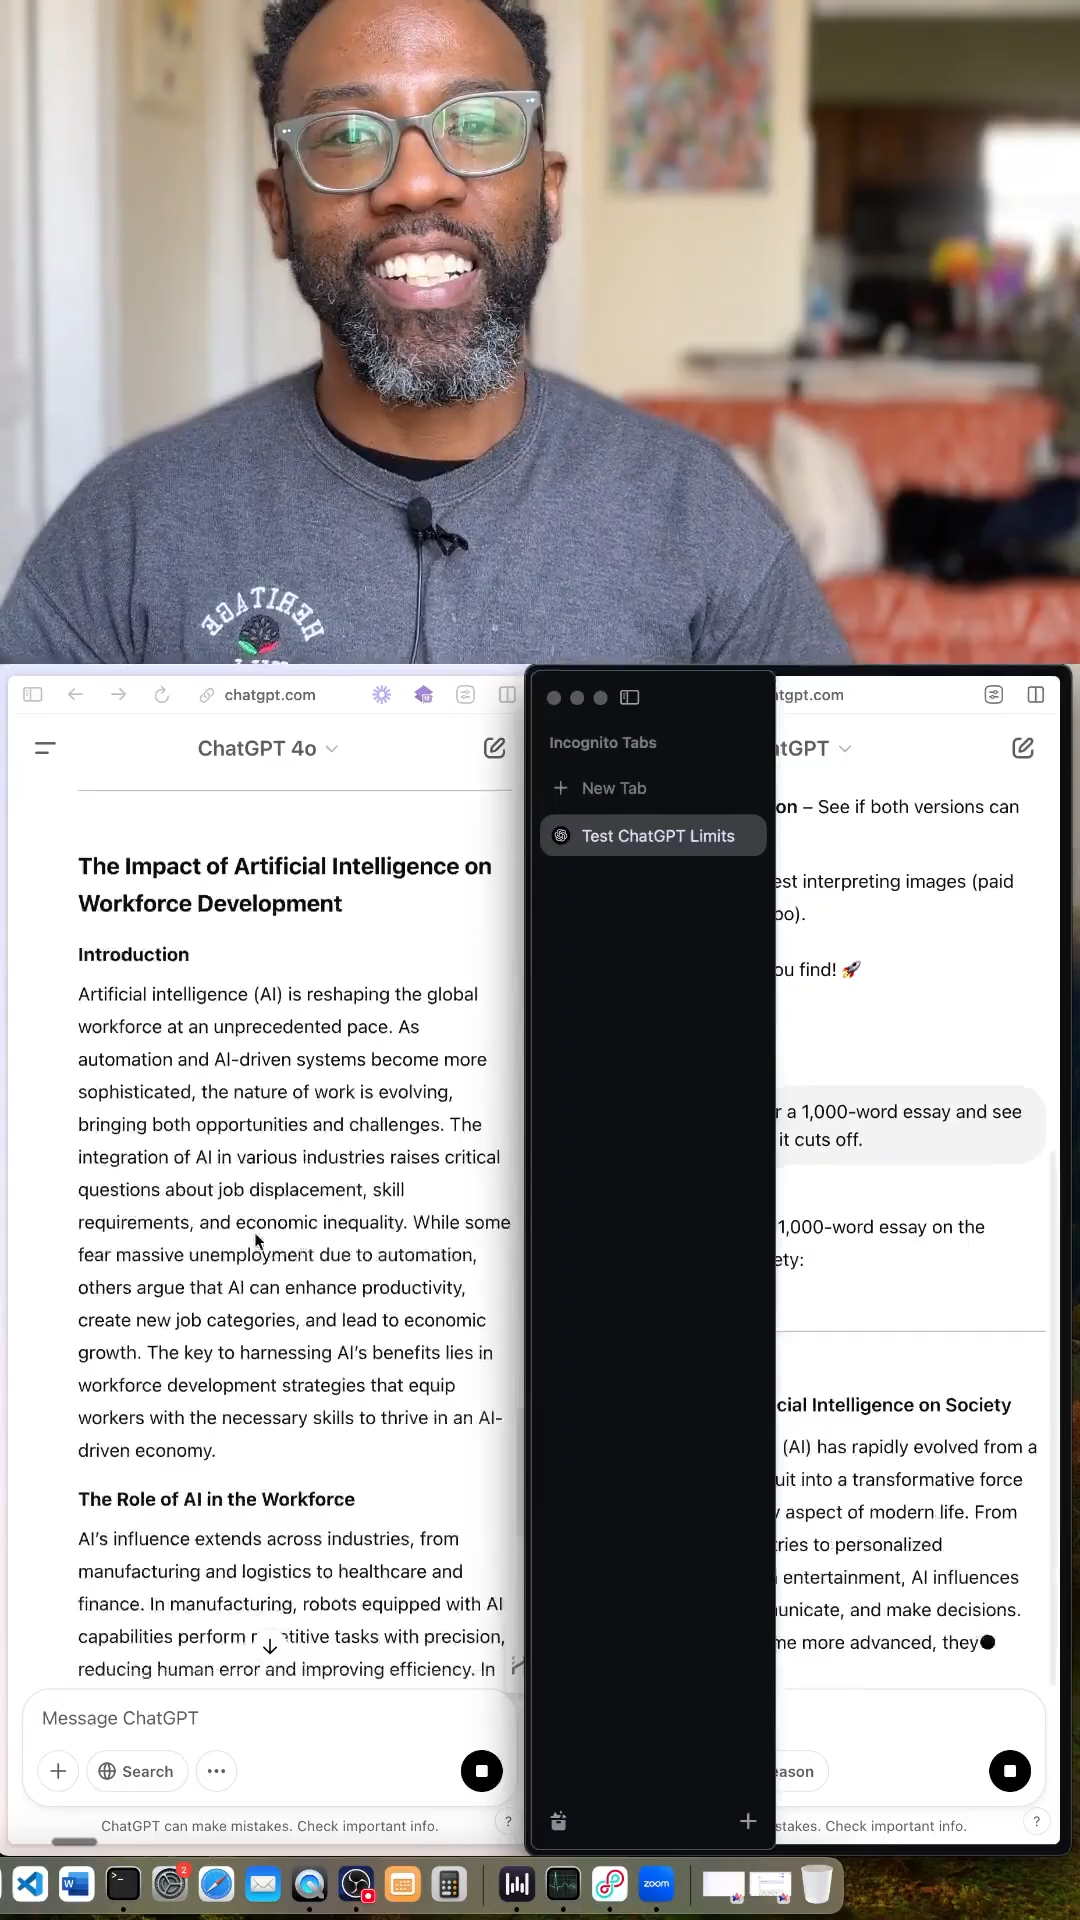 HERITAGE
chatgpt.com
ChatGPT 4o
The Impact of Artificial Intelligence on
Workforce Development
Introduction
Artificial intelligence (AI) is reshaping the global
workforce at an unprecedented pace. As
automation and AI-driven systems become more
sophisticated, the nature of work is evolving,
bringing both opportunities and challenges. The
integration of AI in various industries raises critical
questions about job displacement, skill
requirements, and economic inequality. While some
fear massive unemployment due to automation,
others argue that AI can enhance productivity,
create new job categories, and lead to economic
growth. The key to harnessing AI's benefits lies in
workforce development strategies that equip
workers with the necessary skills to thrive in an AI-
driven economy.
The Role of AI in the Workforce
AI's influence extends across industries, from
manufacturing and logistics to healthcare and
finance. In manufacturing, robots equipped with AI
capabilities perform repetitive tasks with precision,
reducing human error and improving efficiency. In
Message ChatGPT
Search
ChatGPT can make mistakes. Check important info.
?
Incognito Tabs
New Tab
Test ChatGPT Limits
tgpt.com
tGPT
on – See if both versions can
est interpreting images (paid
oo).
ou find! 🚀
r a 1,000-word essay and see
it cuts off.
1,000-word essay on the
ety:
cial Intelligence on Society
(AI) has rapidly evolved from a
uit into a transformative force
y aspect of modern life. From
tries to personalized
entertainment, AI influences
unicate, and make decisions.
me more advanced, they
eason
stakes. Check important info.
?
2
zoom